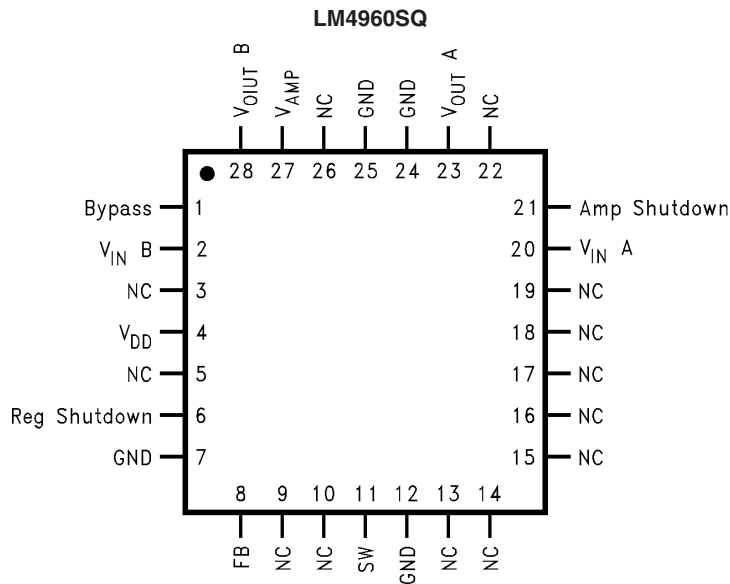 LM4960SQ
V_OIUT B
V_AMP
NC
GND
GND
V_OUT A
NC
28 27 26 25 24 23 22
Bypass 1
21 Amp Shutdown
V_IN B 2
20 V_IN A
NC 3
19 NC
V_DD 4
18 NC
NC 5
17 NC
Reg Shutdown 6
16 NC
GND 7
15 NC
8 9 10 11 12 13 14
FB
NC
NC
SW
GND
NC
NC